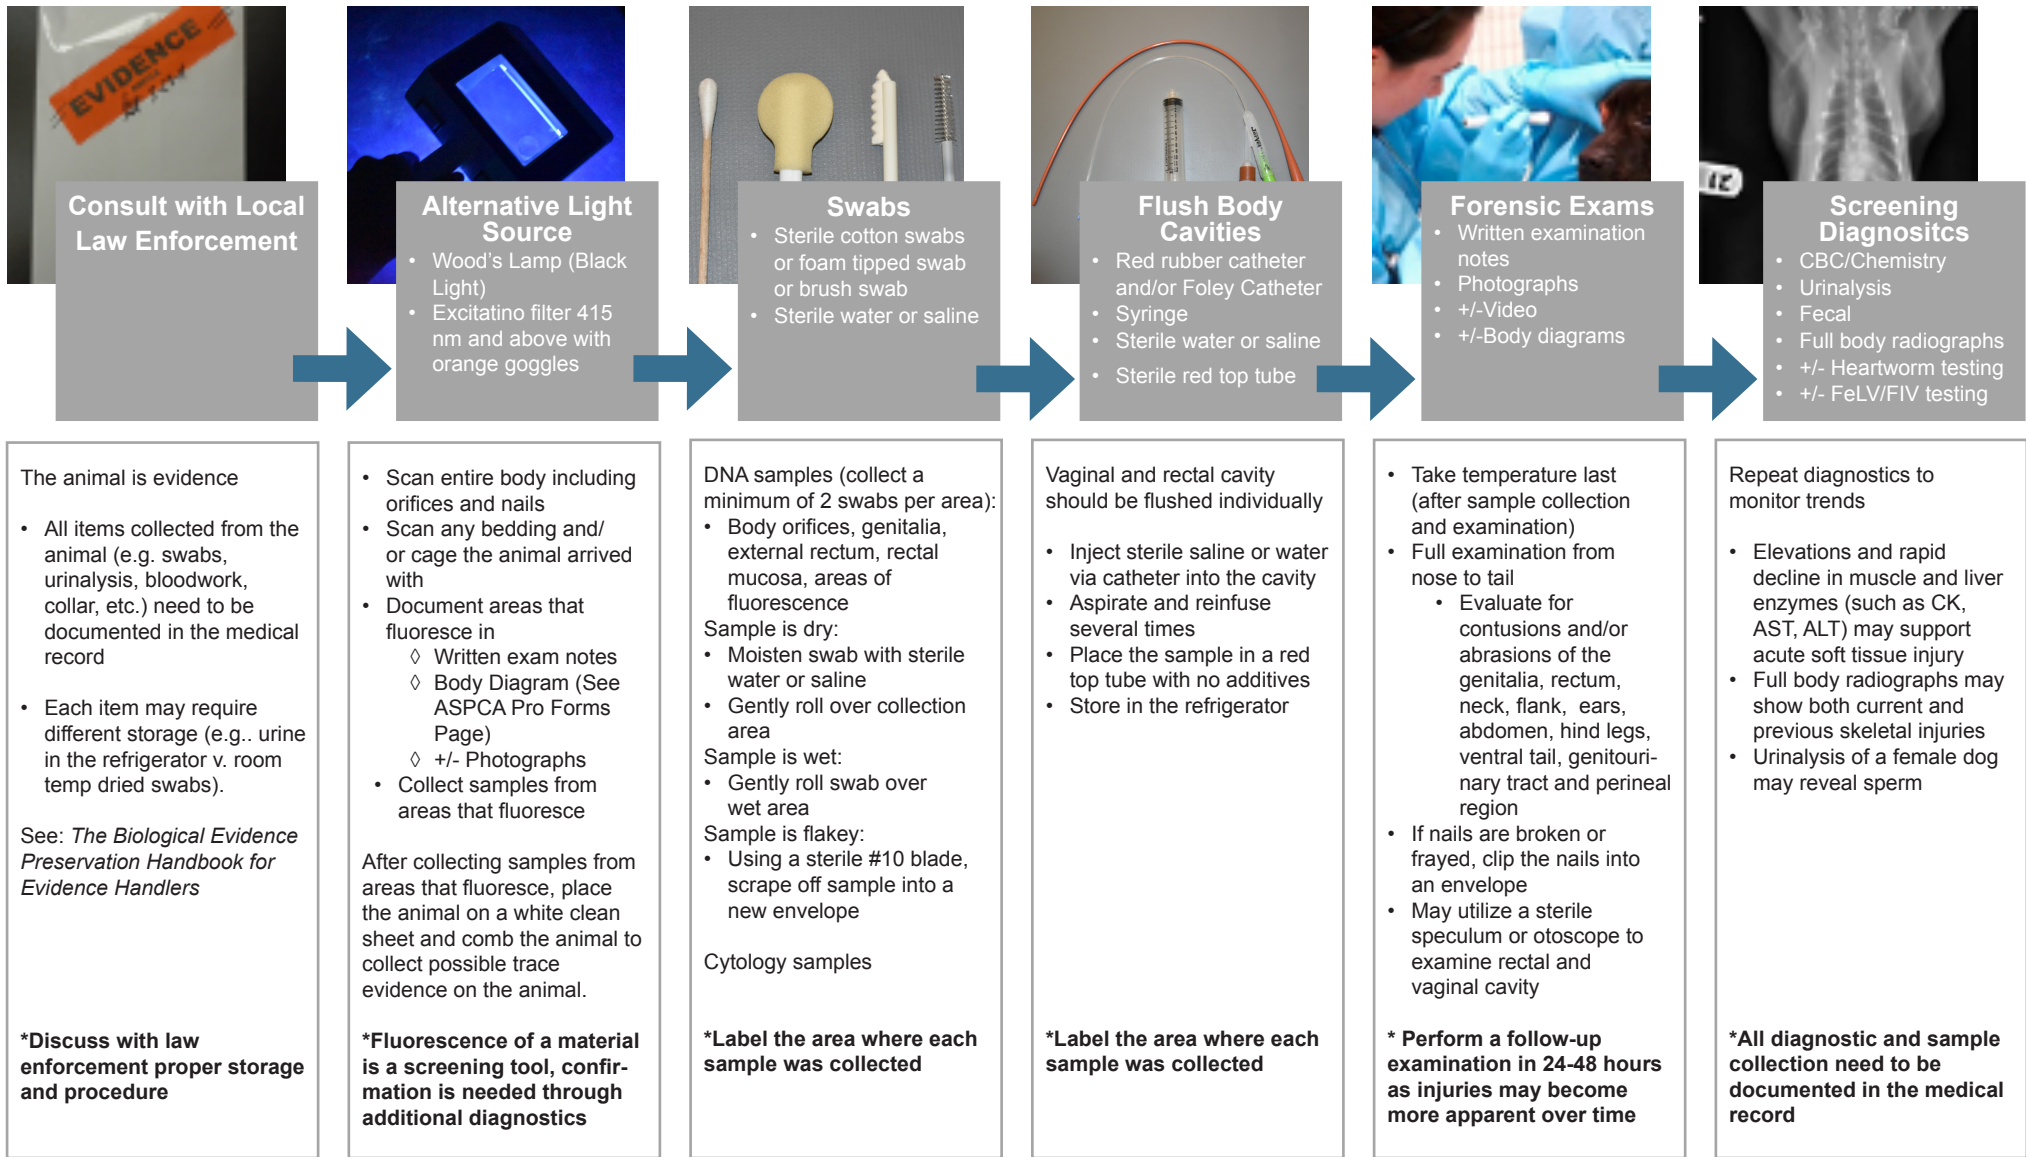 EVIDENCE
Consult with Local
Law Enforcement
Alternative Light
Source
• Wood's Lamp (Black
Light)
• Excitatino filter 415
nm and above with
orange goggles
Swabs
• Sterile cotton swabs
or foam tipped swab
or brush swab
• Sterile water or saline
Flush Body
Cavities
• Red rubber catheter
and/or Foley Catheter
• Syringe
• Sterile water or saline
• Sterile red top tube
Forensic Exams
• Written examination
notes
• Photographs
• +/-Video
• +/-Body diagrams
Screening
Diagnositcs
• CBC/Chemistry
• Urinalysis
• Fecal
• Full body radiographs
• +/- Heartworm testing
• +/- FeLV/FIV testing
The animal is evidence
• All items collected from the
animal (e.g. swabs,
urinalysis, bloodwork,
collar, etc.) need to be
documented in the medical
record
• Each item may require
different storage (e.g.. urine
in the refrigerator v. room
temp dried swabs).
See: The Biological Evidence
Preservation Handbook for
Evidence Handlers
*Discuss with law
enforcement proper storage
and procedure
• Scan entire body including
orifices and nails
• Scan any bedding and/
or cage the animal arrived
with
• Document areas that
fluoresce in
◊ Written exam notes
◊ Body Diagram (See
ASPCA Pro Forms
Page)
◊ +/- Photographs
• Collect samples from
areas that fluoresce
After collecting samples from
areas that fluoresce, place
the animal on a white clean
sheet and comb the animal to
collect possible trace
evidence on the animal.
*Fluorescence of a material
is a screening tool, confir-
mation is needed through
additional diagnostics
DNA samples (collect a
minimum of 2 swabs per area):
• Body orifices, genitalia,
external rectum, rectal
mucosa, areas of
fluorescence
Sample is dry:
• Moisten swab with sterile
water or saline
• Gently roll over collection
area
Sample is wet:
• Gently roll swab over
wet area
Sample is flakey:
• Using a sterile #10 blade,
scrape off sample into a
new envelope
Cytology samples
*Label the area where each
sample was collected
Vaginal and rectal cavity
should be flushed individually
• Inject sterile saline or water
via catheter into the cavity
• Aspirate and reinfuse
several times
• Place the sample in a red
top tube with no additives
• Store in the refrigerator
*Label the area where each
sample was collected
• Take temperature last
(after sample collection
and examination)
• Full examination from
nose to tail
• Evaluate for
contusions and/or
abrasions of the
genitalia, rectum,
neck, flank, ears,
abdomen, hind legs,
ventral tail, genitouri-
nary tract and perineal
region
• If nails are broken or
frayed, clip the nails into
an envelope
• May utilize a sterile
speculum or otoscope to
examine rectal and
vaginal cavity
* Perform a follow-up
examination in 24-48 hours
as injuries may become
more apparent over time
Repeat diagnostics to
monitor trends
• Elevations and rapid
decline in muscle and liver
enzymes (such as CK,
AST, ALT) may support
acute soft tissue injury
• Full body radiographs may
show both current and
previous skeletal injuries
• Urinalysis of a female dog
may reveal sperm
*All diagnostic and sample
collection need to be
documented in the medical
record